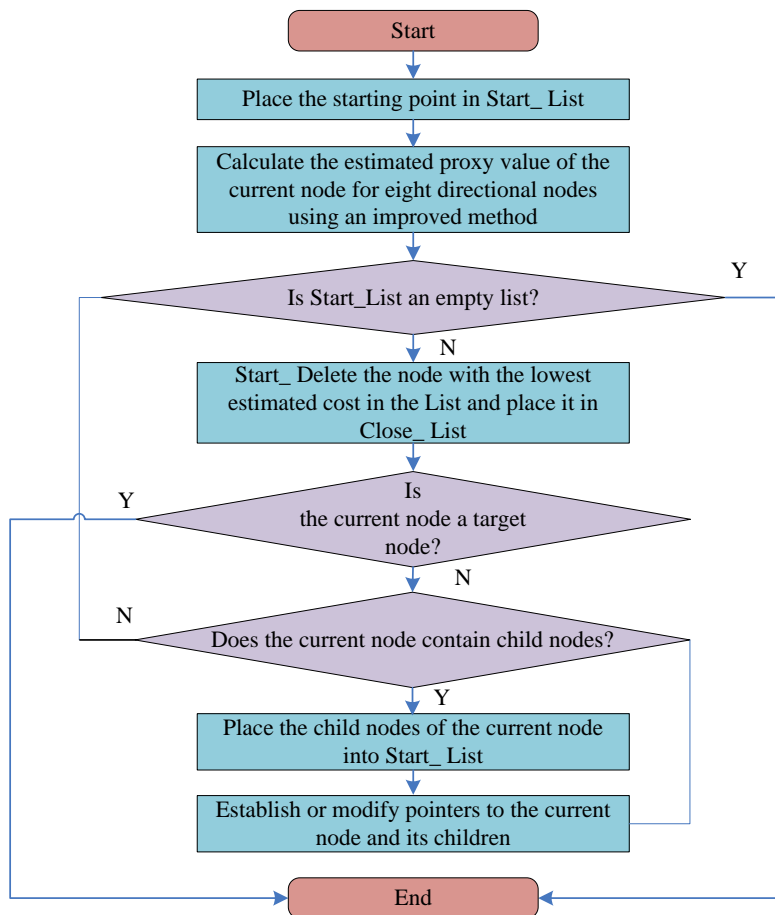 Start
Place the starting point in Start_ List
Calculate the estimated proxy value of the
current node for eight directional nodes
using an improved method
Y
Is Start_List an empty list?
N
Start_ Delete the node with the lowest
estimated cost in the List and place it in
Close_ List
Y
Is
the current node a target
node?
N
N
Does the current node contain child nodes?
Y
Place the child nodes of the current node
into Start_ List
Establish or modify pointers to the current
node and its children
End